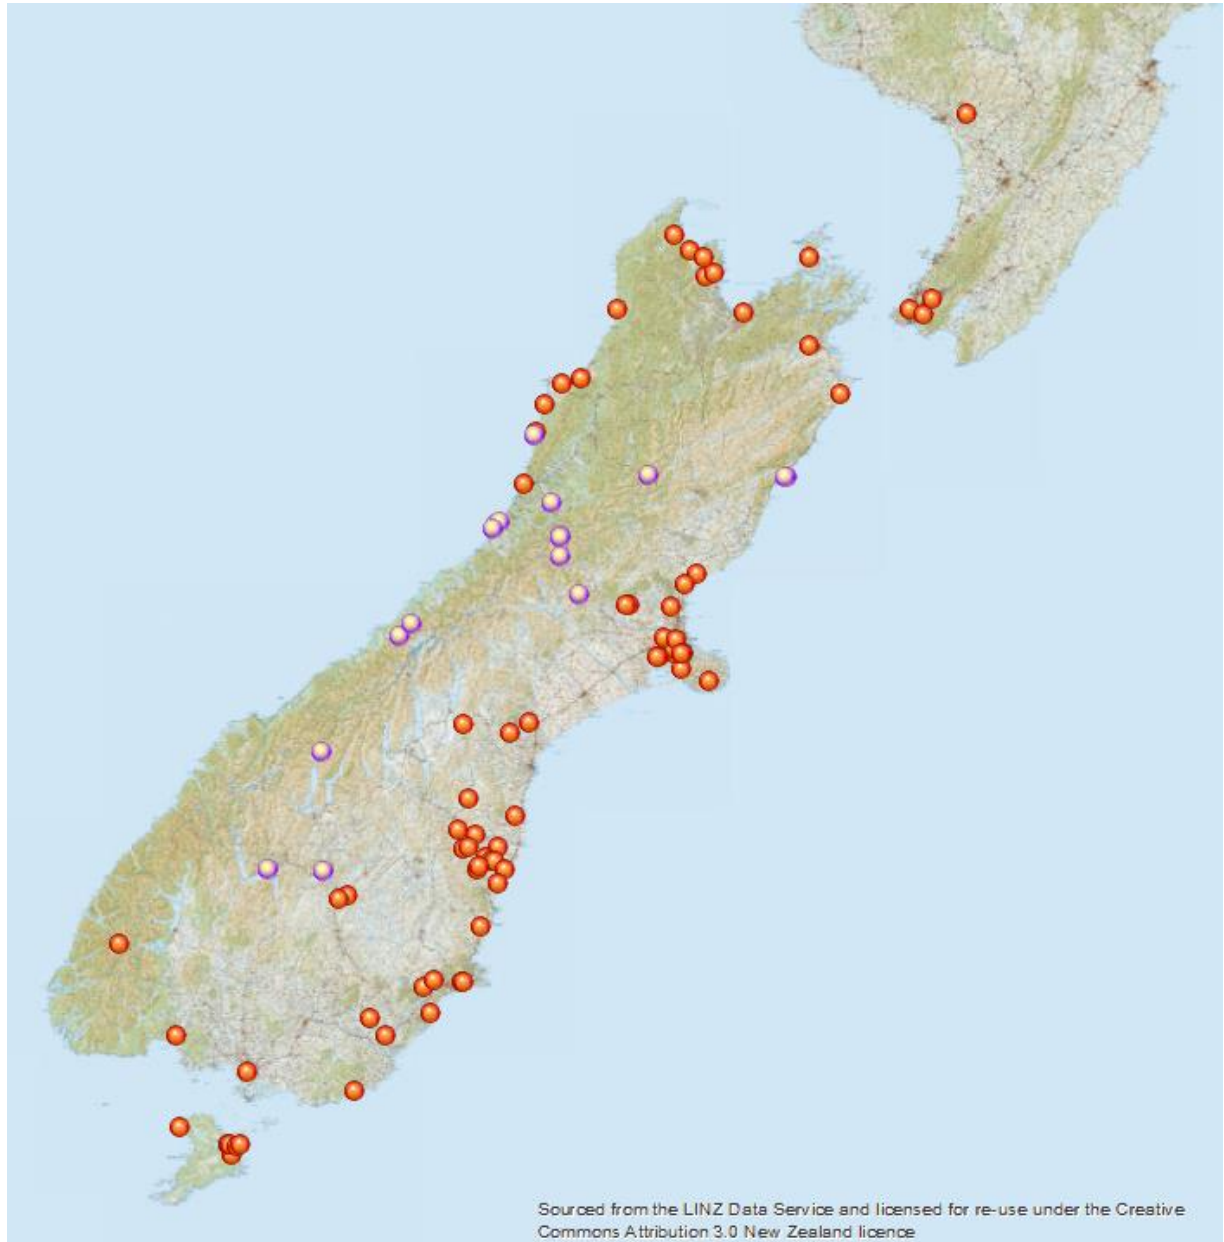 Sourced from the LINZ Data Service and licensed for re-use under the Creative
Commons Attribution 3.0 New Zealand licence